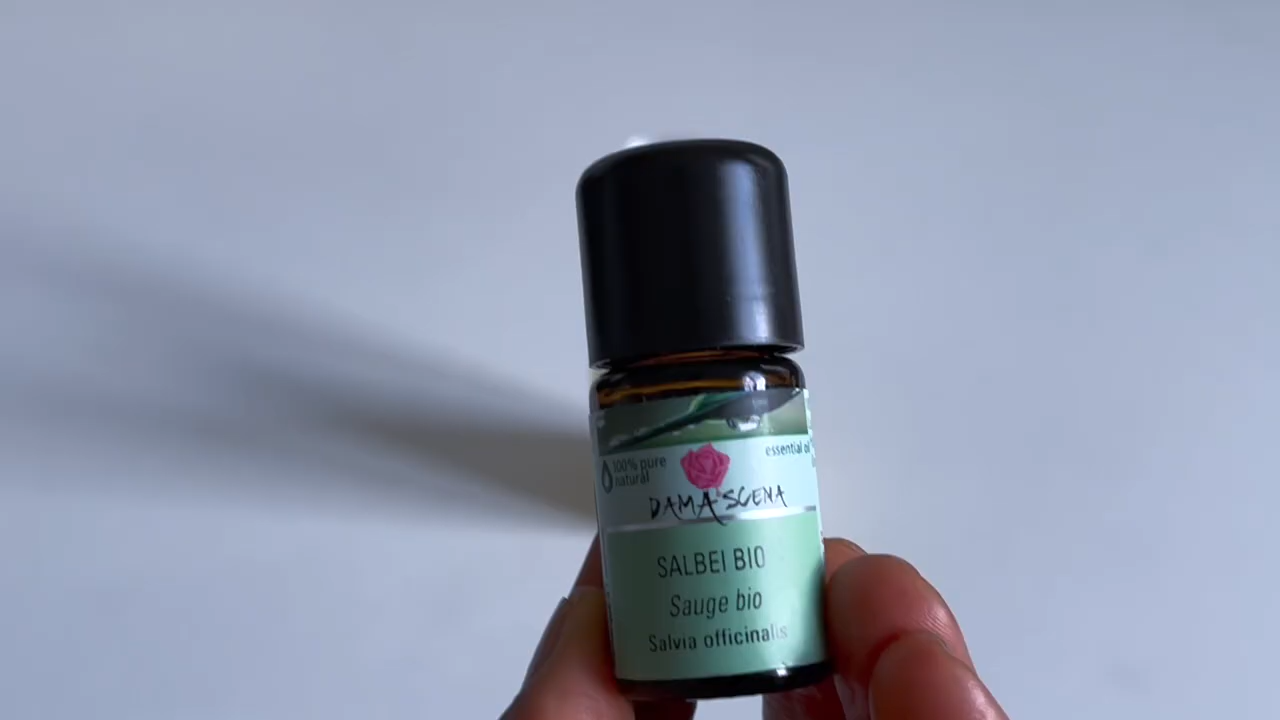 100% pure
natural
essential oil
DAMASCENA
SALBEI BIO
Sauge bio
Salvia officinalis